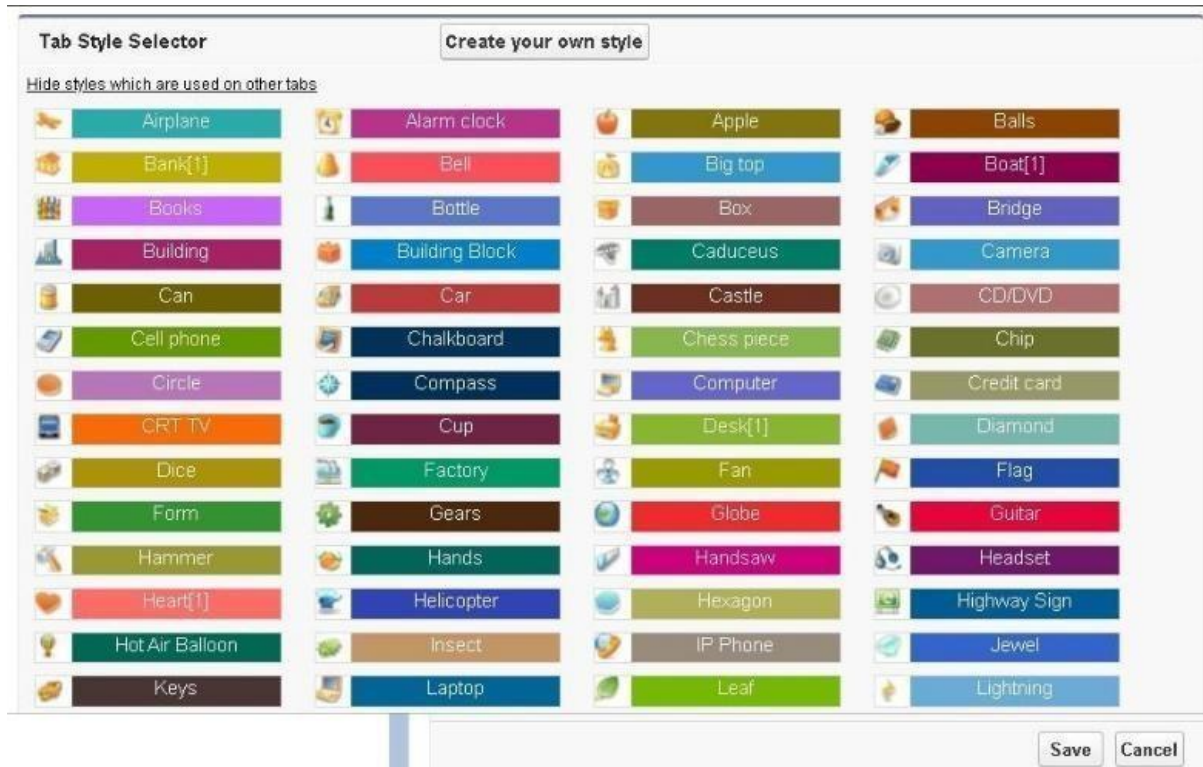 Tab Style Selector Create your own style
Hide styles which are used on other tabs
Airplane Alarm clock Apple Balls
Bank[1] Bell Big top Boat[1]
Books Bottle Box Bridge
Building Building Block Caduceus Camera
Can Car Castle CD/DVD
Cell phone Chalkboard Chess piece Chip
Circle Compass Computer Credit card
CRT TV Cup Desk[1] Diamond
Dice Factory Fan Flag
Form Gears Globe Guitar
Hammer Hands Handsaw Headset
Heart[1] Helicopter Hexagon Highway Sign
Hot Air Balloon Insect IP Phone Jewel
Keys Laptop Leaf Lightning
Save Cancel